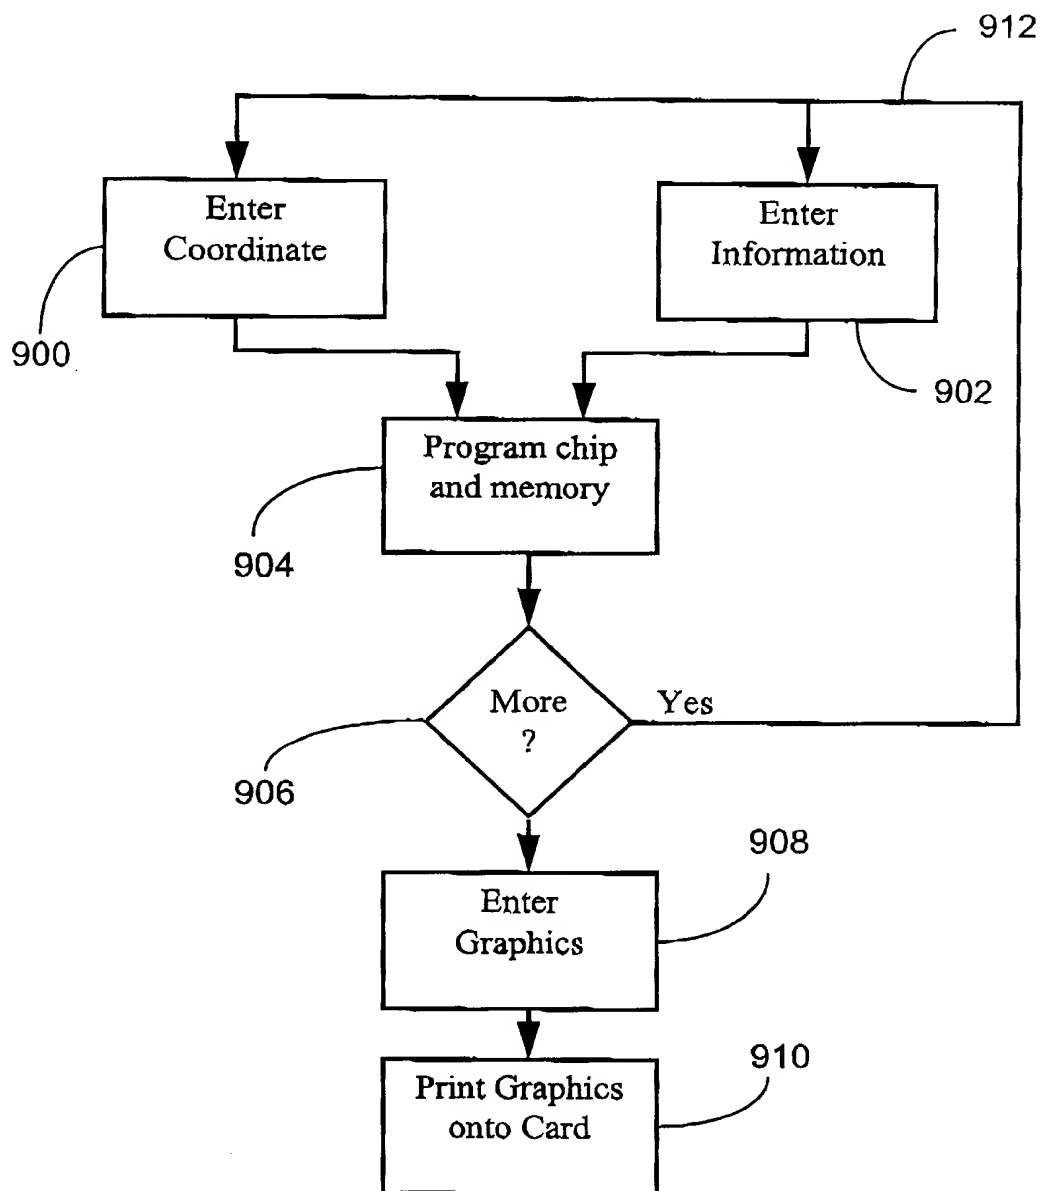 912
Enter
Coordinate
Enter
Information
900
902
Program chip
and memory
904
More
?
Yes
906
908
Enter
Graphics
910
Print Graphics
onto Card